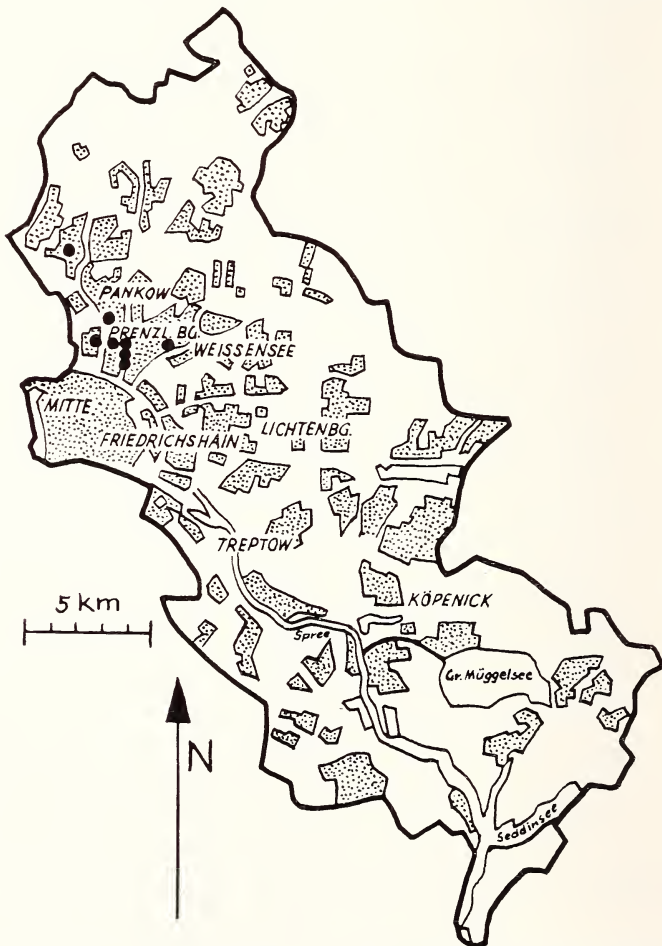 PANKOW
PRENZL. BG.
WEISSENSEE
MITTE
FRIEDRICHSHAIN
LICHTENBG.
TREPTOW
5 km
KÖPENICK
Spree
Gr. Müggelsee
N
Seddinsee